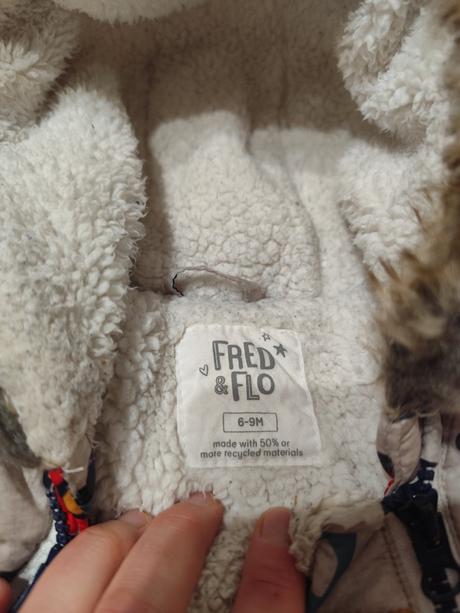 FRED
& FLO
6-9M
made with 50% or
more recycled materials